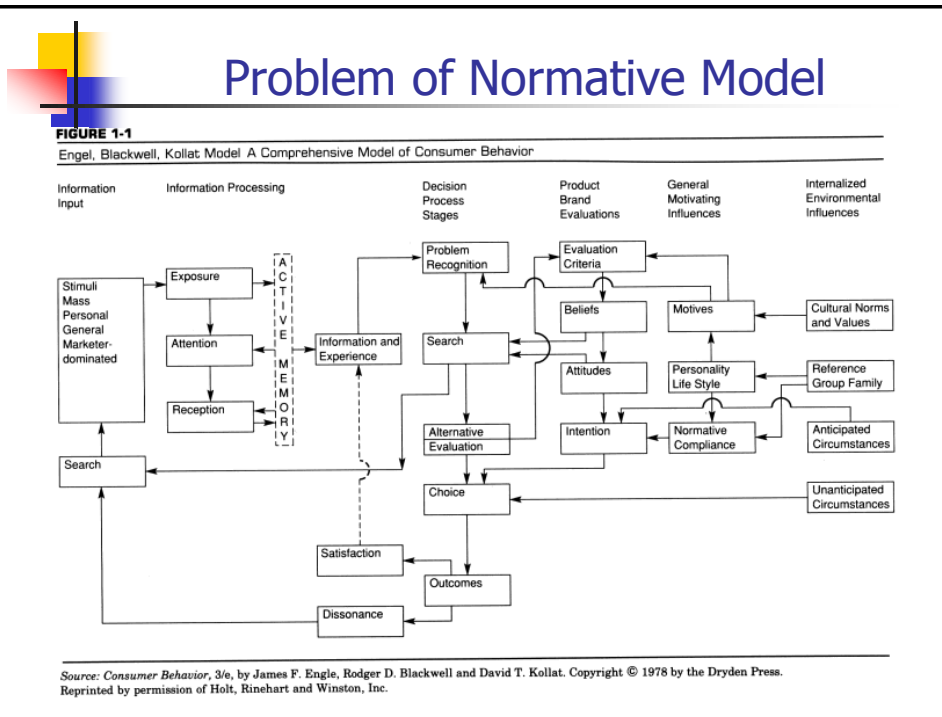 Problem of Normative Model
FIGURE 1-1
Engel, Blackwell, Kollat Model A Comprehensive Model of Consumer Behavior
Information
Input
Information Processing
Decision
Process
Stages
Product
Brand
Evaluations
General
Motivating
Influences
Internalized
Environmental
Influences
Stimuli
Mass
Personal
General
Marketer-
dominated
Search
Exposure
Attention
Reception
ACTIVE MEMORY
Information and
Experience
Satisfaction
Dissonance
Problem
Recognition
Search
Alternative
Evaluation
Choice
Outcomes
Evaluation
Criteria
Beliefs
Attitudes
Intention
Motives
Personality
Life Style
Normative
Compliance
Cultural Norms
and Values
Reference
Group Family
Anticipated
Circumstances
Unanticipated
Circumstances
Source: Consumer Behavior, 3/e, by James F. Engle, Rodger D. Blackwell and David T. Kollat. Copyright © 1978 by the Dryden Press.
Reprinted by permission of Holt, Rinehart and Winston, Inc.